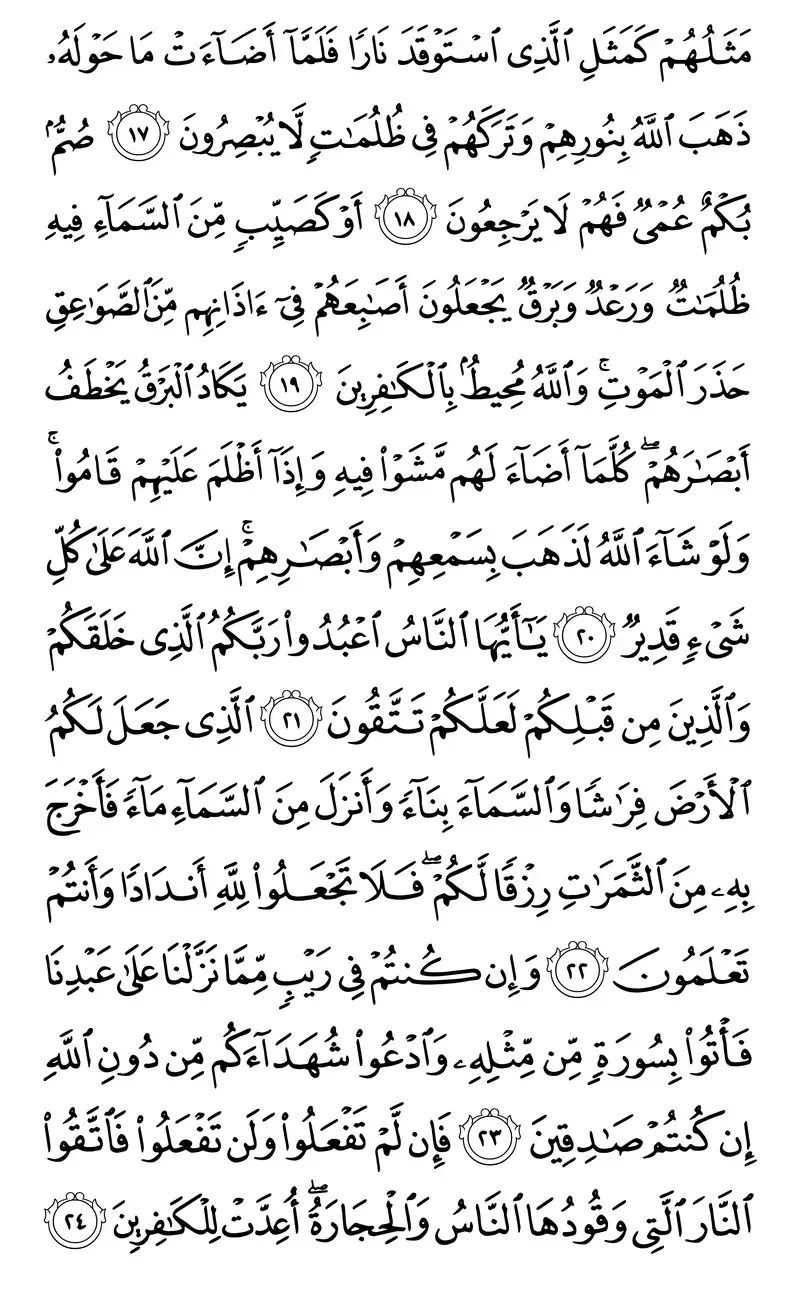 مَثَلُهُمۡ كَمَثَلِ ٱلَّذِي ٱسۡتَوۡقَدَ نَارٗا فَلَمَّآ أَضَآءَتۡ مَا حَوۡلَهُۥ
ذَهَبَ ٱللَّهُ بِنُورِهِمۡ وَتَرَكَهُمۡ فِي ظُلُمَٰتٖ لَّا يُبۡصِرُونَ ١٧ صُمُّۢ
بُكۡمٌ عُمۡيٞ فَهُمۡ لَا يَرۡجِعُونَ ١٨ أَوۡ كَصَيِّبٖ مِّنَ ٱلسَّمَآءِ فِيهِ
ظُلُمَٰتٞ وَرَعۡدٞ وَبَرۡقٞ يَجۡعَلُونَ أَصَٰبِعَهُمۡ فِيٓ ءَاذَانِهِم مِّنَ ٱلصَّوَٰعِقِ
حَذَرَ ٱلۡمَوۡتِۚ وَٱللَّهُ مُحِيطُۢ بِٱلۡكَٰفِرِينَ ١٩ يَكَادُ ٱلۡبَرۡقُ يَخۡطَفُ
أَبۡصَٰرَهُمۡۖ كُلَّمَآ أَضَآءَ لَهُم مَّشَوۡاْ فِيهِ وَإِذَآ أَظۡلَمَ عَلَيۡهِمۡ قَامُواْۚ
وَلَوۡ شَآءَ ٱللَّهُ لَذَهَبَ بِسَمۡعِهِمۡ وَأَبۡصَٰرِهِمۡۚ إِنَّ ٱللَّهَ عَلَىٰ كُلِّ
شَيۡءٖ قَدِيرٞ ٢٠ يَٰٓأَيُّهَا ٱلنَّاسُ ٱعۡبُدُواْ رَبَّكُمُ ٱلَّذِي خَلَقَكُمۡ
وَٱلَّذِينَ مِن قَبۡلِكُمۡ لَعَلَّكُمۡ تَتَّقُونَ ٢١ ٱلَّذِي جَعَلَ لَكُمُ
ٱلۡأَرۡضَ فِرَٰشٗا وَٱلسَّمَآءَ بِنَآءٗ وَأَنزَلَ مِنَ ٱلسَّمَآءِ مَآءٗ فَأَخۡرَجَ
بِهِۦ مِنَ ٱلثَّمَرَٰتِ رِزۡقٗا لَّكُمۡۖ فَلَا تَجۡعَلُواْ لِلَّهِ أَندَادٗا وَأَنتُمۡ
تَعۡلَمُونَ ٢٢ وَإِن كُنتُمۡ فِي رَيۡبٖ مِّمَّا نَزَّلۡنَا عَلَىٰ عَبۡدِنَا
فَأۡتُواْ بِسُورَةٖ مِّن مِّثۡلِهِۦ وَٱدۡعُواْ شُهَدَآءَكُم مِّن دُونِ ٱللَّهِ
إِن كُنتُمۡ صَٰدِقِينَ ٢٣ فَإِن لَّمۡ تَفۡعَلُواْ وَلَن تَفۡعَلُواْ فَٱتَّقُواْ
ٱلنَّارَ ٱلَّتِي وَقُودُهَا ٱلنَّاسُ وَٱلۡحِجَارَةُۖ أُعِدَّتۡ لِلۡكَٰفِرِينَ ٢٤